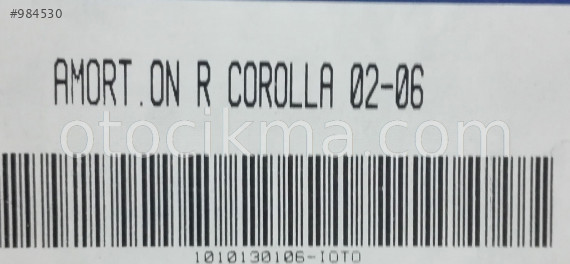 #984530
AMORT.ON R COROLLA 02-06
otocikma.com
1010130106-IOTO